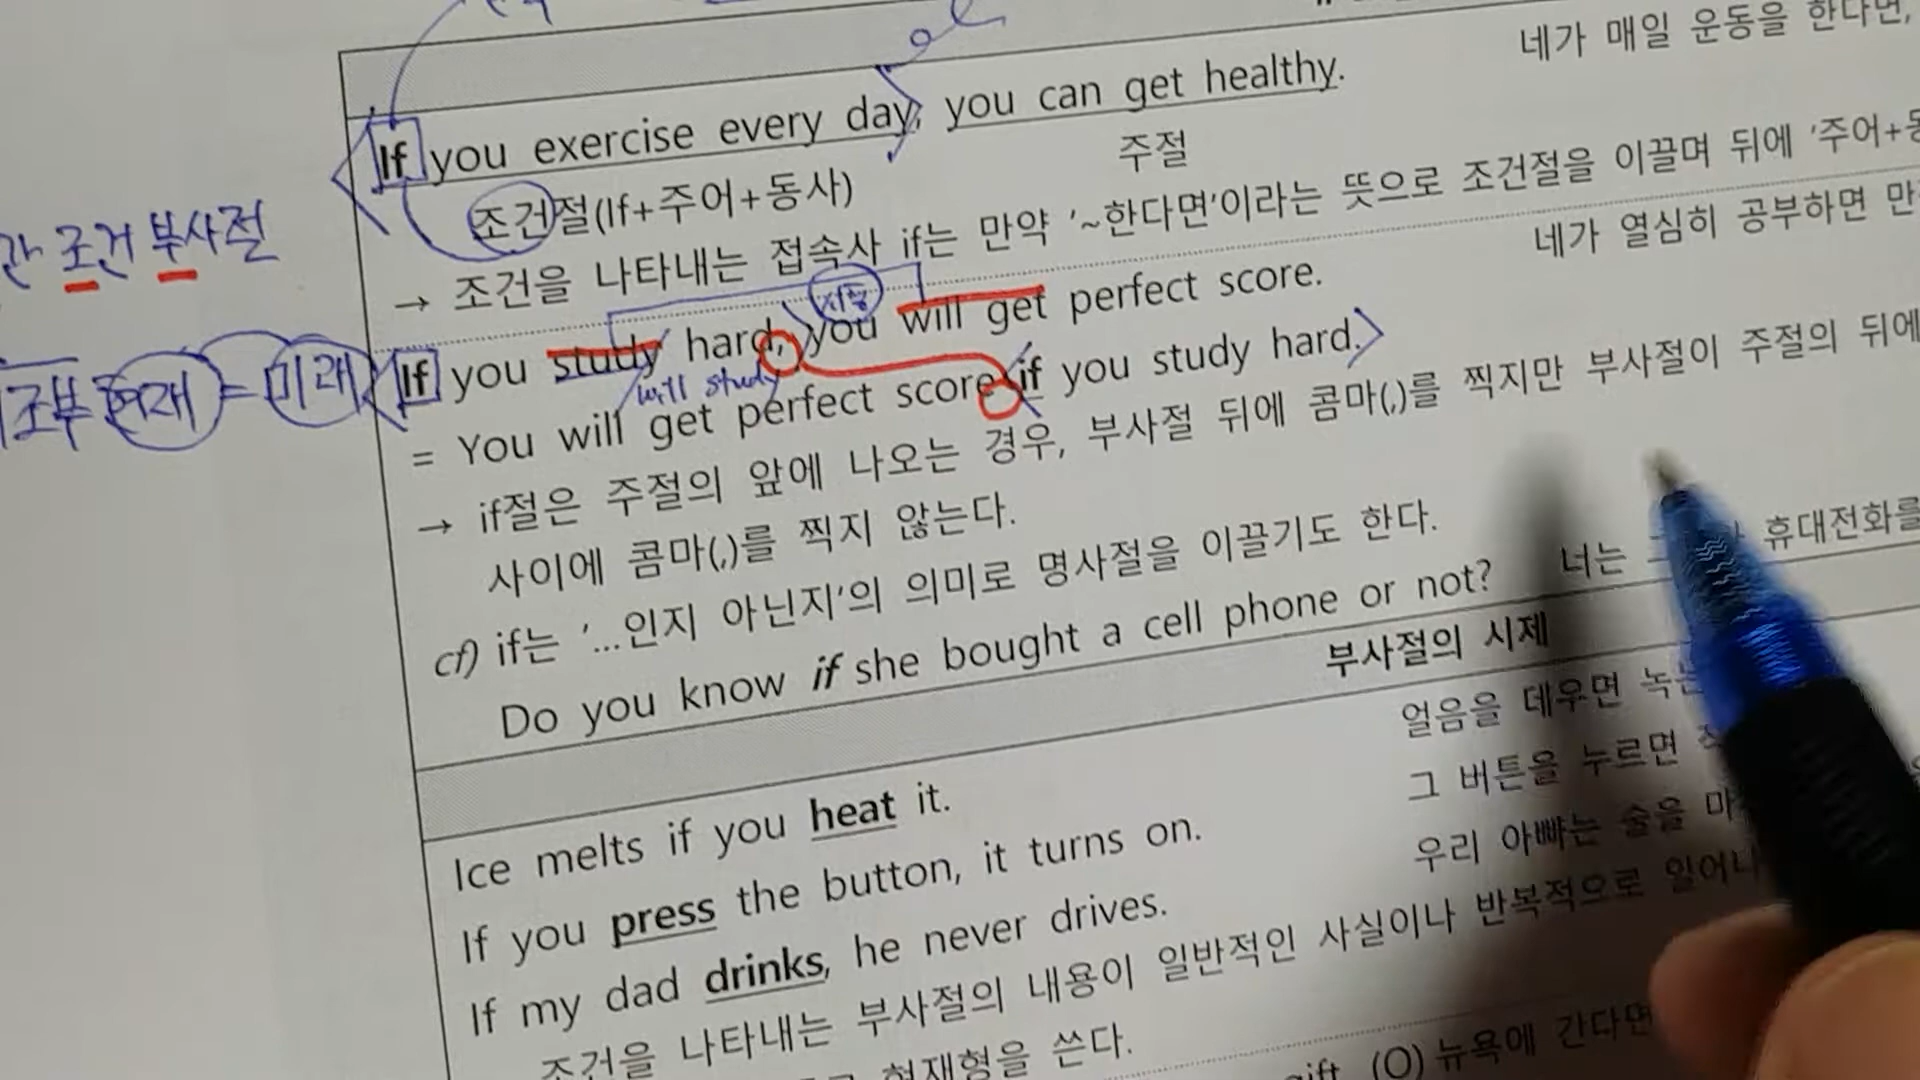 네가 매일 운동을 한다면,
If you exercise every day, you can get healthy.
조건절(If+주어+동사) 주절
→ 조건을 나타내는 접속사 if는 만약 '~한다면'이라는 뜻으로 조건절을 이끌며 뒤에 '주어+동
조건 부사절
네가 열심히 공부하면 만
If you study hard, you will get perfect score.
will study
시조부 현재 = 미래
= You will get perfect score if you study hard.
→ if절은 주절의 앞에 나오는 경우, 부사절 뒤에 콤마(,)를 찍지만 부사절이 주절의 뒤에
사이에 콤마(,)를 찍지 않는다.
cf) if는 '...인지 아닌지'의 의미로 명사절을 이끌기도 한다.
Do you know if she bought a cell phone or not? 너는 휴대전화를
부사절의 시제
Ice melts if you heat it. 얼음을 데우면 녹는
If you press the button, it turns on. 그 버튼을 누르면
If my dad drinks, he never drives. 우리 아빠는 술을 마
조건을 나타내는 부사절의 내용이 일반적인 사실이나 반복적으로 일어나
현재형을 쓴다.
gift. (O) 뉴욕에 간다면